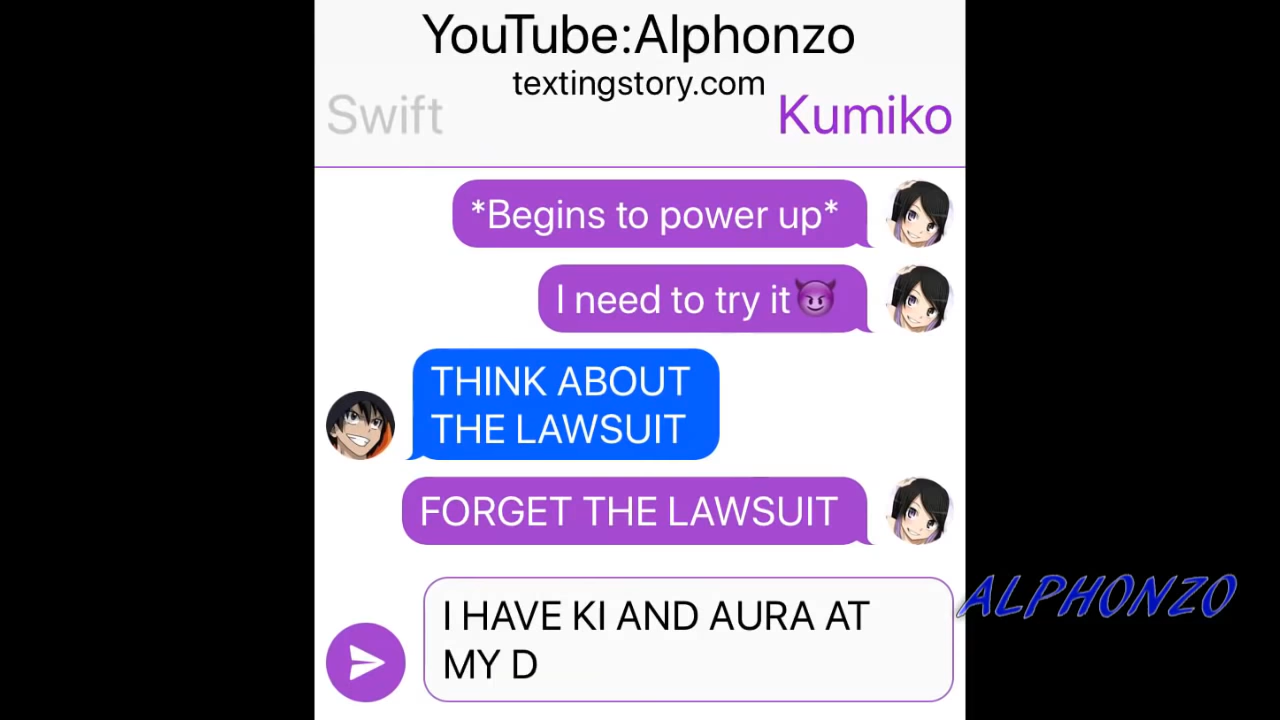 YouTube:Alphonzo
textingstory.com
Swift
Kumiko
*Begins to power up*
I need to try it😈
THINK ABOUT
THE LAWSUIT
FORGET THE LAWSUIT
I HAVE KI AND AURA AT
MY D
ALPHONZO